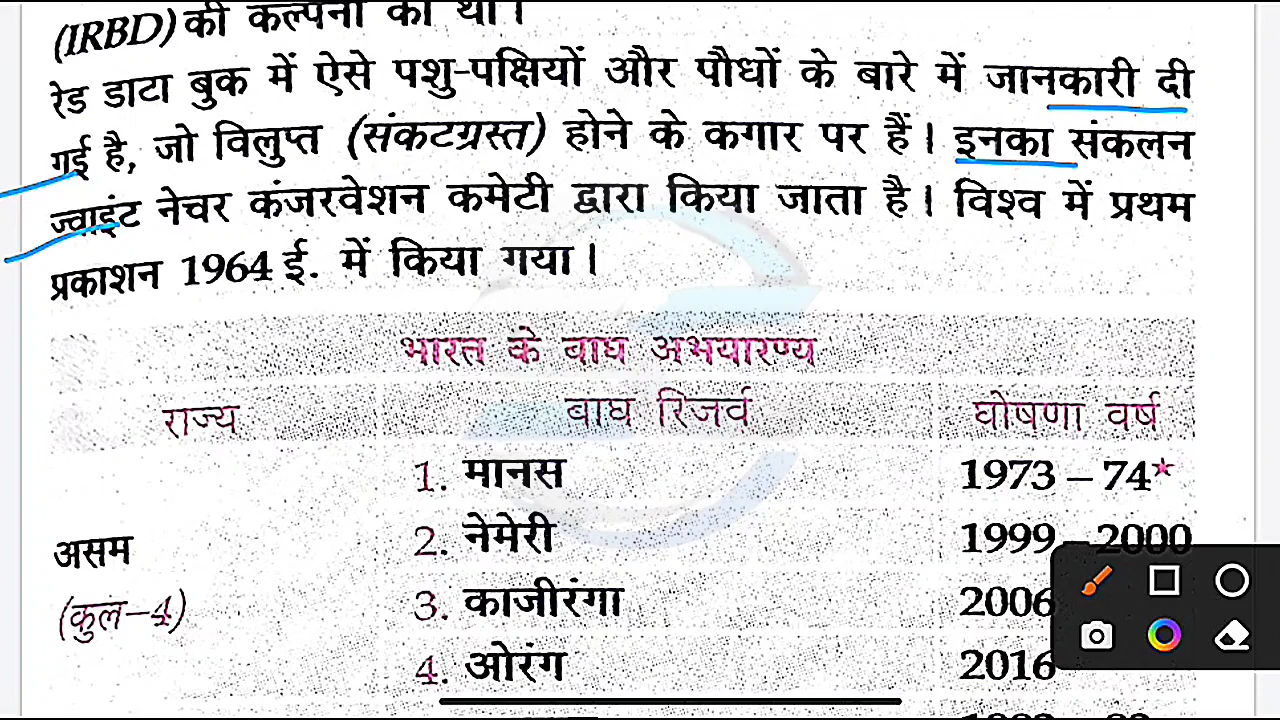 (IRBD) की कल्पना की थी।
रेड डाटा बुक में ऐसे पशु-पक्षियों और पौधों के बारे में जानकारी दी
गई है, जो विलुप्त (संकटग्रस्त) होने के कगार पर हैं। इनका संकलन
ज्वाइंट नेचर कंजरवेशन कमेटी द्वारा किया जाता है। विश्व में प्रथम
प्रकाशन 1964 ई. में किया गया।
भारत के बाघ अभयारण्य
राज्य बाघ रिजर्व घोषणा वर्ष
1. मानस 1973 – 74*
असम 2. नेमेरी 1999 – 2000
(कुल–4) 3. काजीरंगा 2006
4. ओरंग 2016